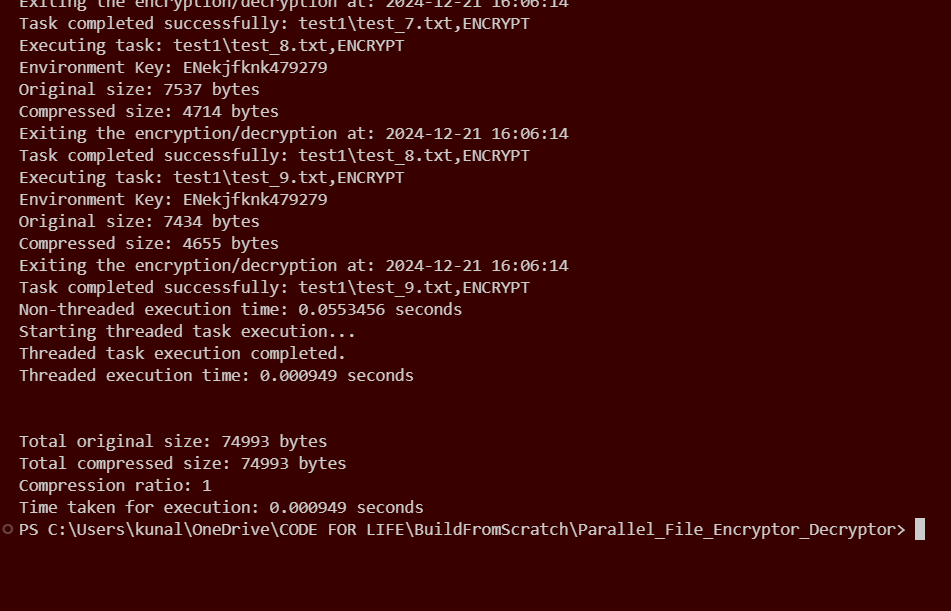 Exiting the encryption/decryption at: 2024-12-21 16:06:14
Task completed successfully: test1\test_7.txt,ENCRYPT
Executing task: test1\test_8.txt,ENCRYPT
Environment Key: ENekjfknk479279
Original size: 7537 bytes
Compressed size: 4714 bytes
Exiting the encryption/decryption at: 2024-12-21 16:06:14
Task completed successfully: test1\test_8.txt,ENCRYPT
Executing task: test1\test_9.txt,ENCRYPT
Environment Key: ENekjfknk479279
Original size: 7434 bytes
Compressed size: 4655 bytes
Exiting the encryption/decryption at: 2024-12-21 16:06:14
Task completed successfully: test1\test_9.txt,ENCRYPT
Non-threaded execution time: 0.0553456 seconds
Starting threaded task execution...
Threaded task execution completed.
Threaded execution time: 0.000949 seconds
Total original size: 74993 bytes
Total compressed size: 74993 bytes
Compression ratio: 1
Time taken for execution: 0.000949 seconds
PS C:\Users\kunal\OneDrive\CODE FOR LIFE\BuildFromScratch\Parallel_File_Encryptor_Decryptor>